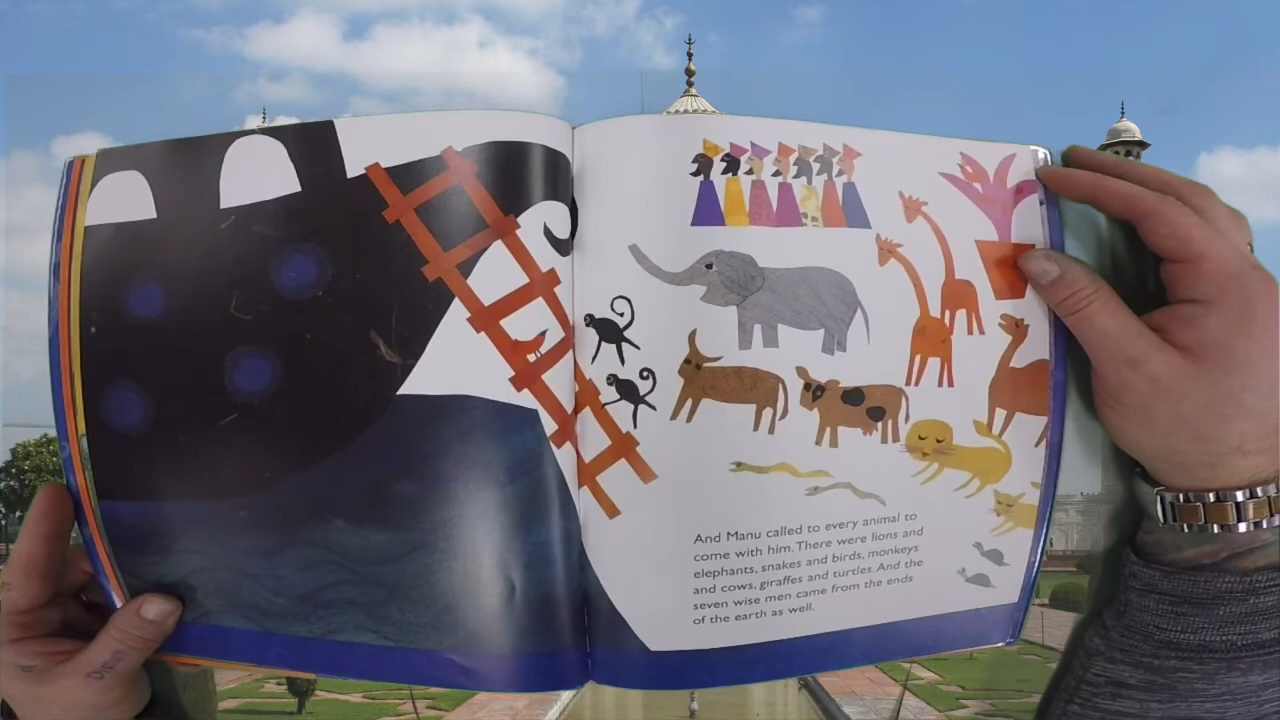 And Manu called to every animal to
come with him. There were lions and
elephants, snakes and birds, monkeys
and cows, giraffes and turtles. And the
seven wise men came from the ends
of the earth as well.